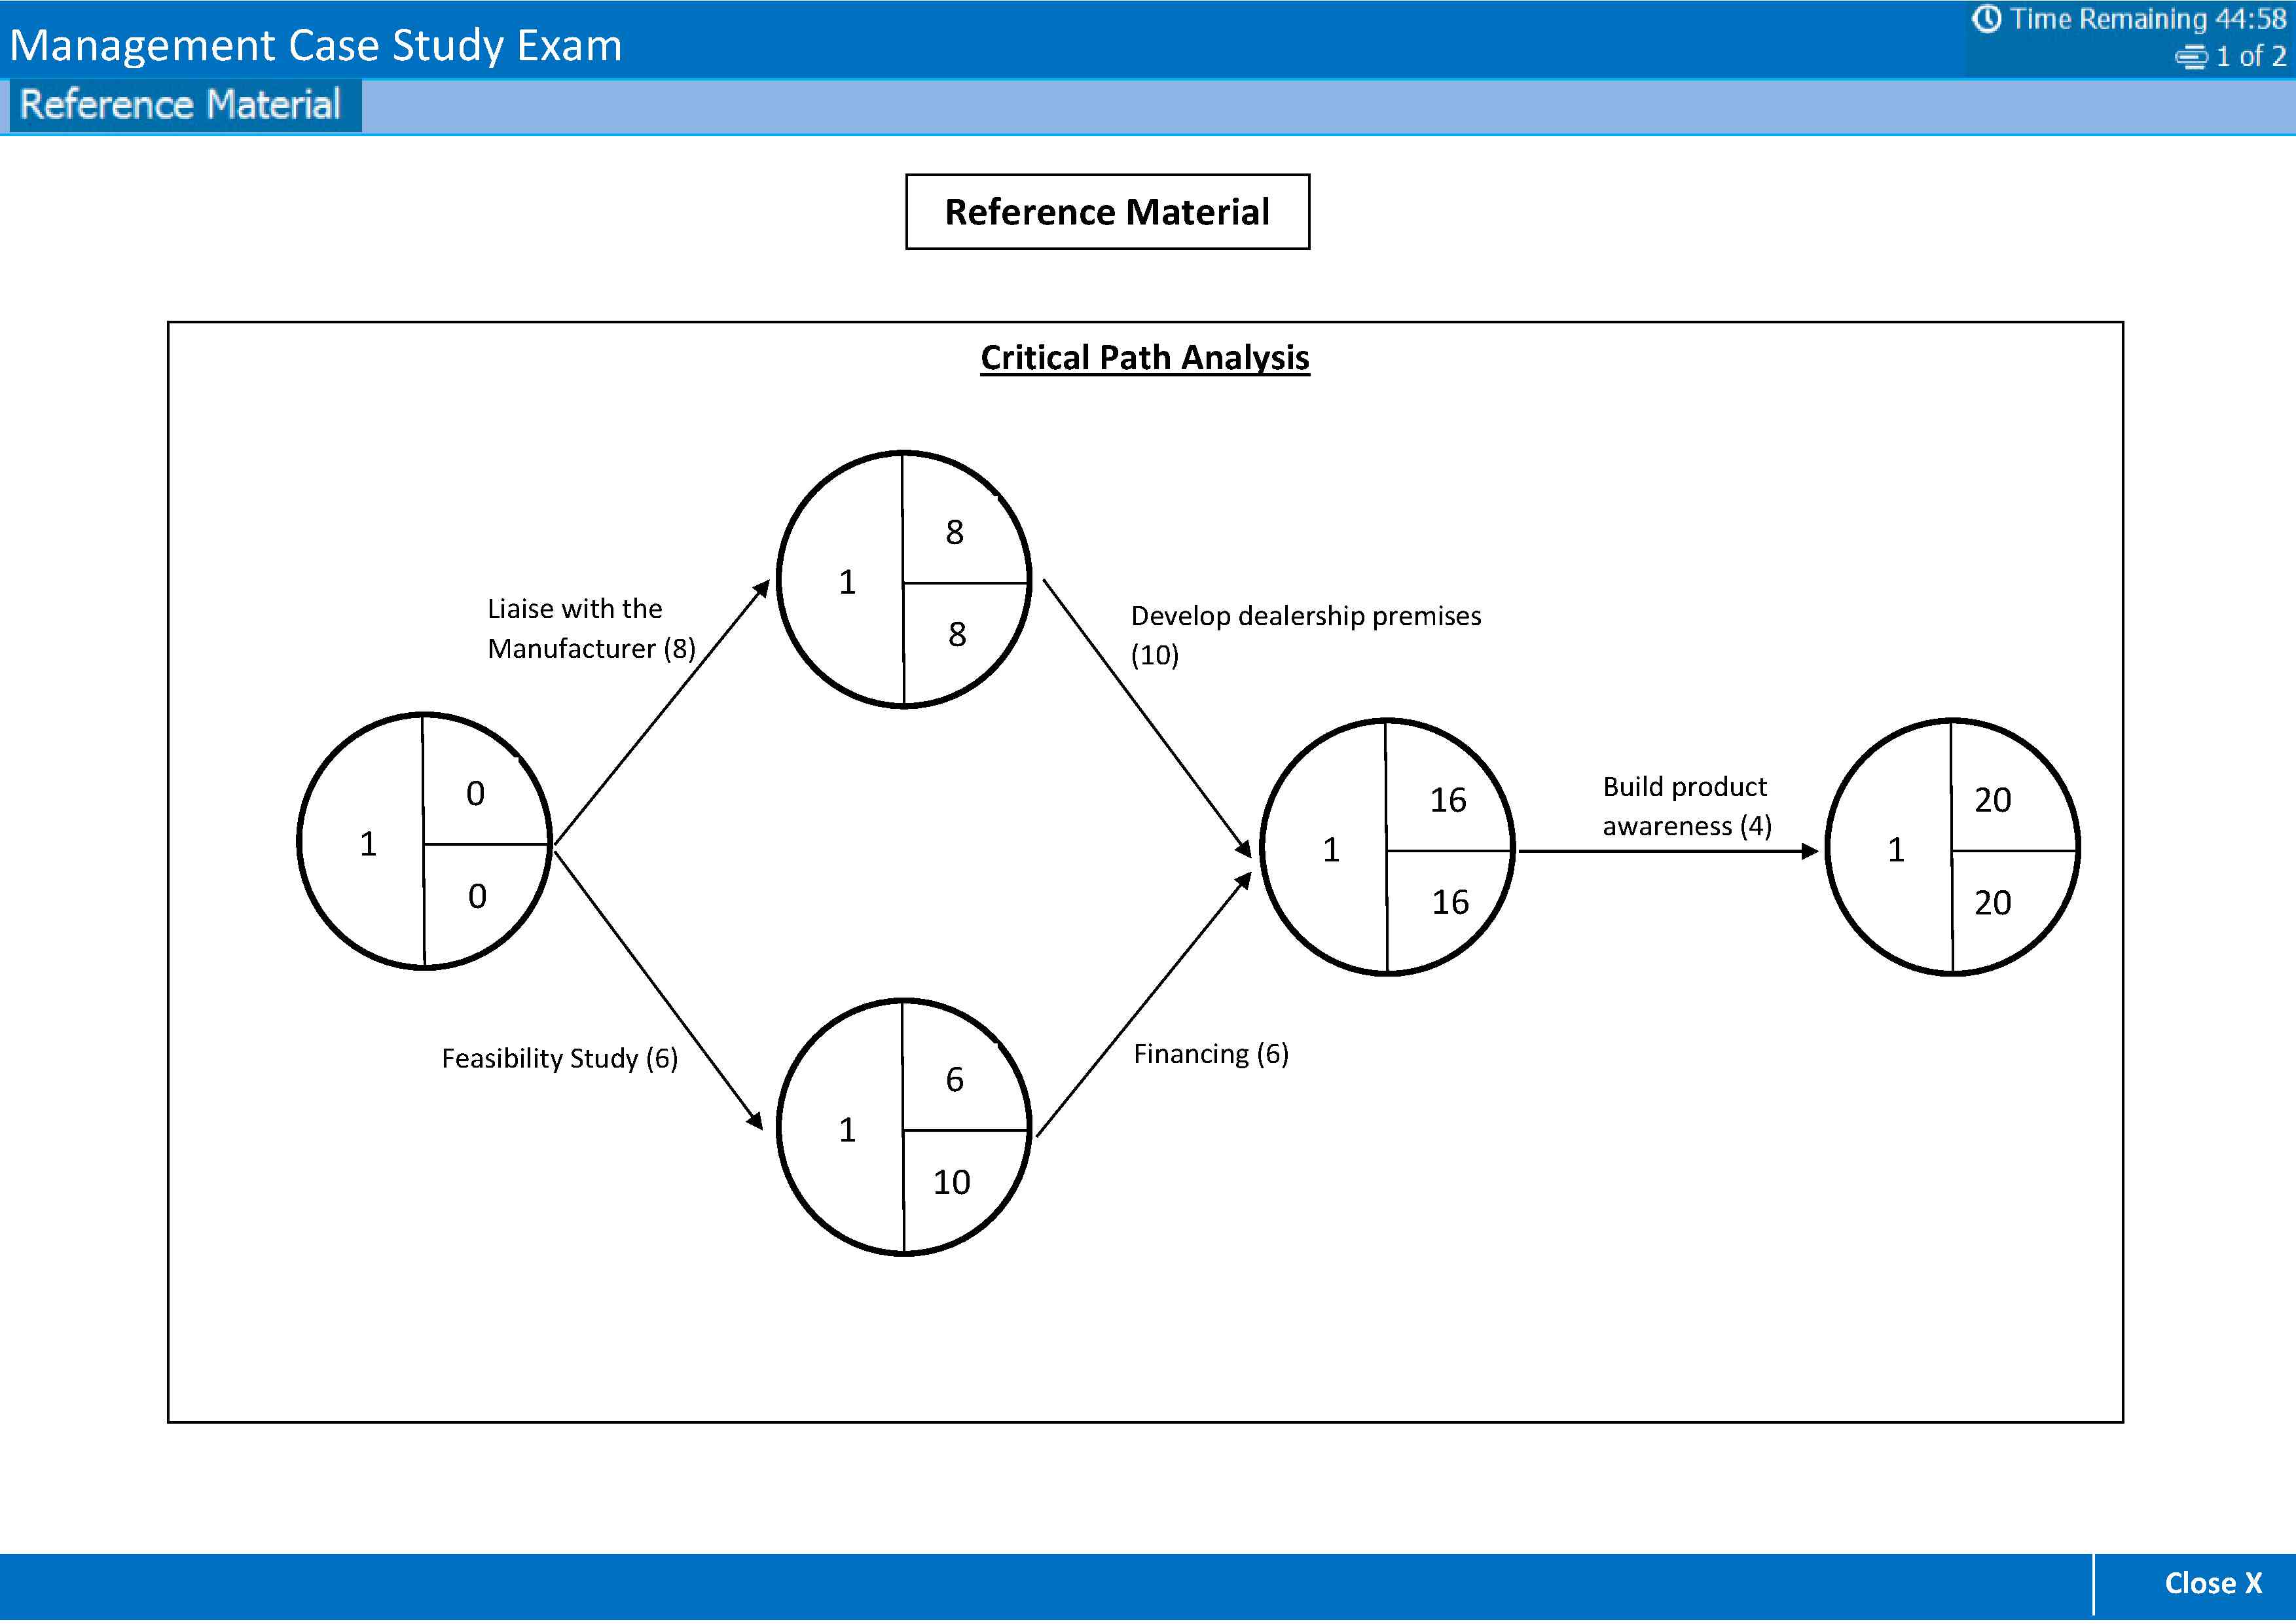 Management Case Study Exam
Time Remaining 44:58
1 of 2
Reference Material
Reference Material
Critical Path Analysis
8
1
8
Liaise with the
Manufacturer (8)
Develop dealership premises
(10)
0
1
0
16
1
16
Build product
awareness (4)
20
1
20
Feasibility Study (6)
Financing (6)
6
1
10
Close X